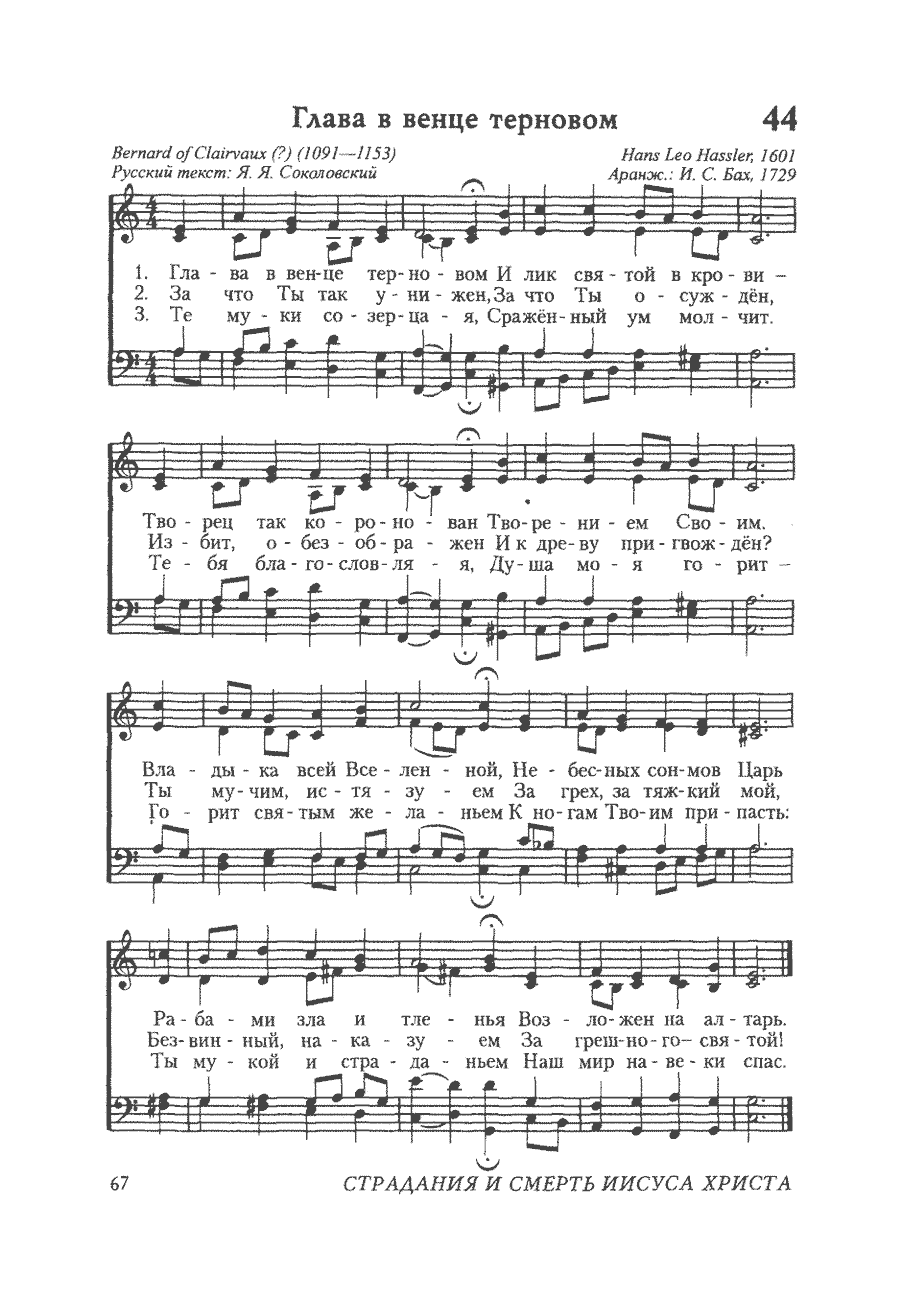 Глава в венце терновом 44
Bernard of Clairvaux (?) (1091—1153) Hans Leo Hassler, 1601
Русский текст: Я. Я. Соколовский Аранж.: И. С. Бах, 1729
1. Гла - ва в вен-це тер-но - вом И лик свя - той в кро - ви –
2. За что Ты так у - ни - жен, За что Ты о - суж - дён,
3. Те му - ки со - зер-ца - я, Сражён-ный ум мол - чит.
Тво - рец так ко - ро-но - ван Тво-ре - ни - ем Сво - им.
Из - бит, о - без - об-ра - жен И к дре-ву при - гвож - дён?
Те - бя бла - го-слов-ля - я, Ду-ша мо - я го - рит –
Вла - ды - ка всей Все - лен - ной, Не - бес-ных сон-мов Царь
Ты му-чим, ис - тя - зу - ем За грех, за тяж-кий мой,
Го - рит свя-тым же - ла - ньем К но-гам Тво-им при - пасть:
Ра - ба - ми зла и тле - нья Воз - ло-жен на ал - тарь.
Без-вин - ный, на - ка - зу - ем За греш-но-го– свя - той!
Ты му - кой и стра - да - ньем Наш мир на-ве - ки спас.
67 СТРАДАНИЯ И СМЕРТЬ ИИСУСА ХРИСТА